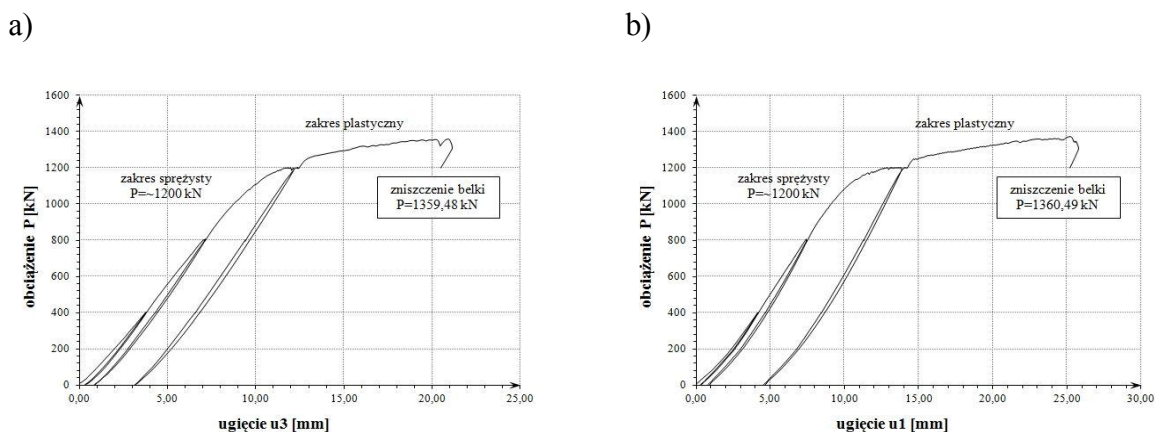 a)
b)
1600
1400
1200
1000
800
600
400
200
0
obciążenie P [kN]
zakres plastyczny
zakres sprężysty
P=~1200 kN
zniszczenie belki
P=1359,48 kN
0,00 5,00 10,00 15,00 20,00 25,00
ugięcie u3 [mm]
1600
1400
1200
1000
800
600
400
200
0
obciążenie P [kN]
zakres plastyczny
zakres sprężysty
P=~1200 kN
zniszczenie belki
P=1360,49 kN
0,00 5,00 10,00 15,00 20,00 25,00 30,00
ugięcie u1 [mm]